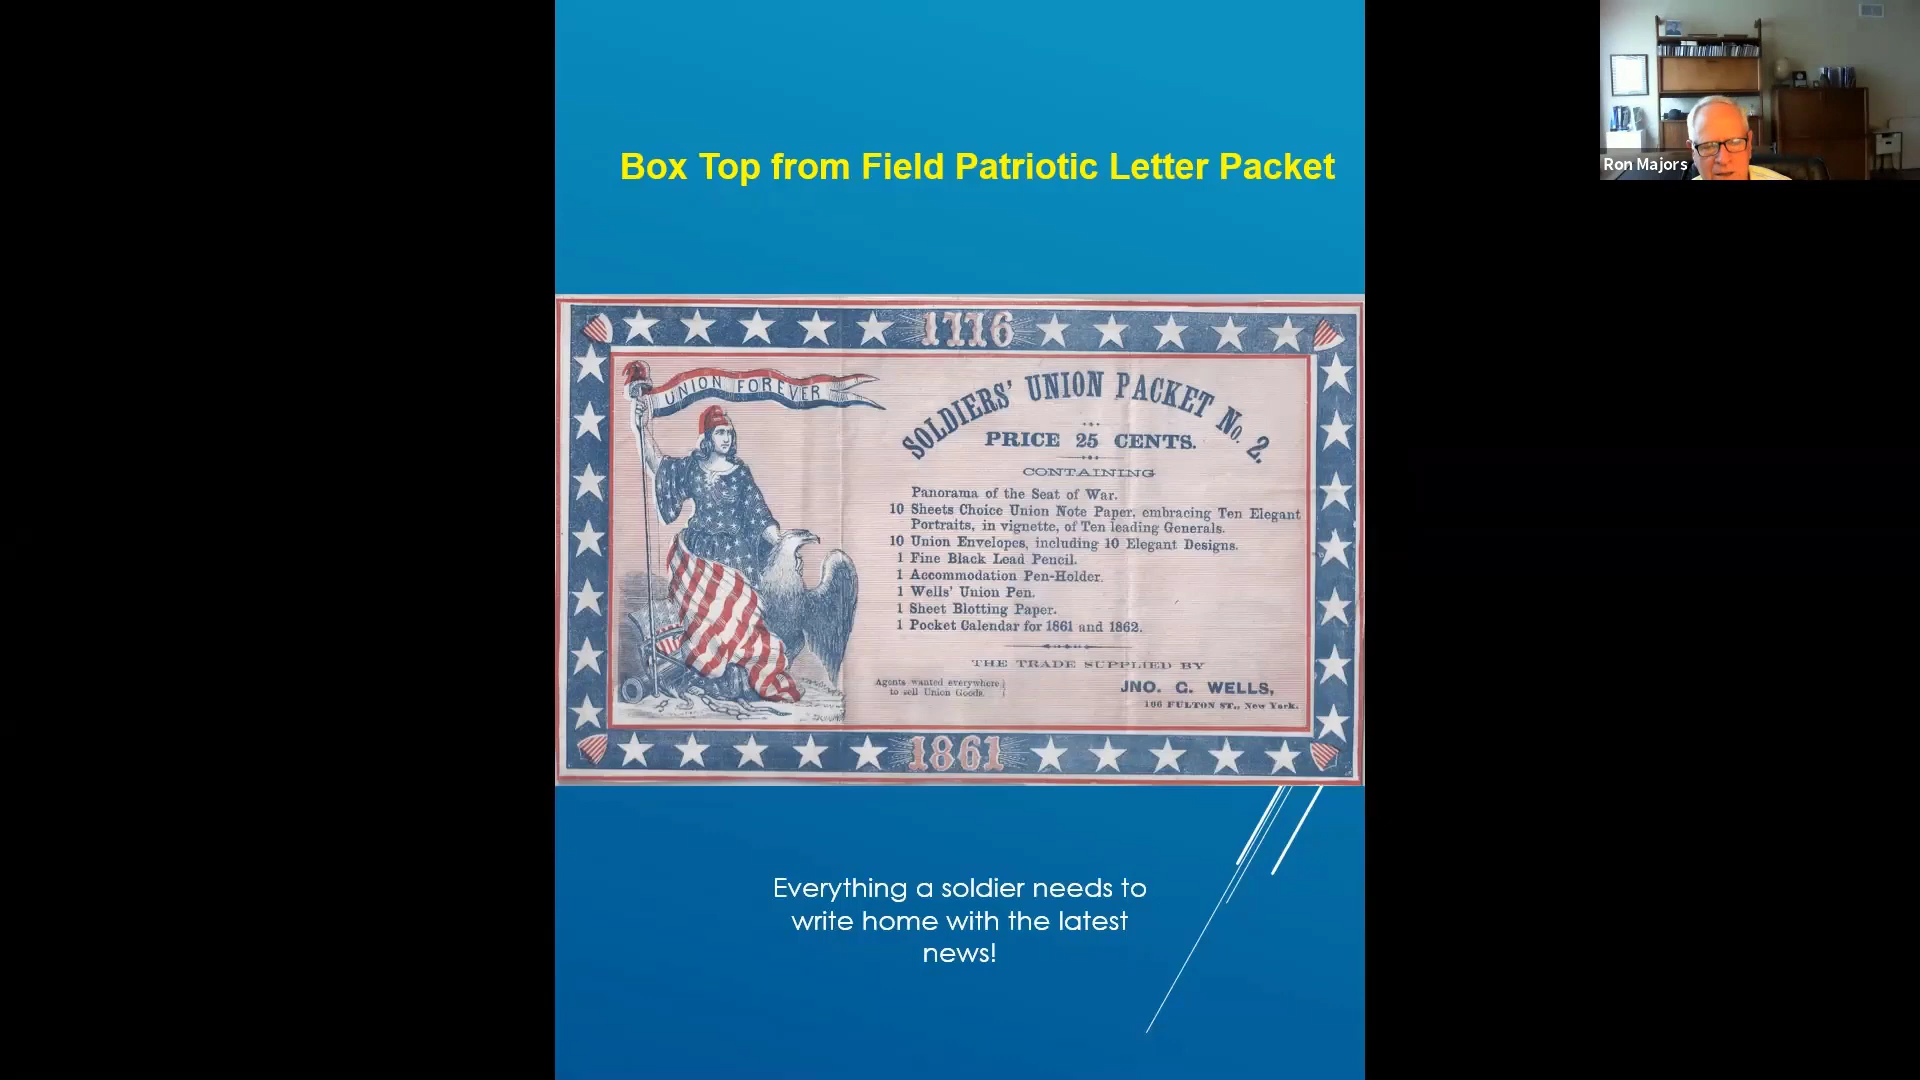 Box Top from Field Patriotic Letter Packet
Ron Majors
1776
UNION FOREVER
SOLDIERS' UNION PACKET No. 2.
PRICE 25 CENTS.
CONTAINING
Panorama of the Seat of War.
10 Sheets Choice Union Note Paper, embracing Ten Elegant
Portraits, in vignette, of Ten leading Generals.
10 Union Envelopes, including 10 Elegant Designs.
1 Fine Black Lead Pencil.
1 Accommodation Pen-Holder.
1 Wells' Union Pen.
1 Sheet Blotting Paper.
1 Pocket Calendar for 1861 and 1862.
THE TRADE SUPPLIED BY
Agents wanted everywhere
to sell Union Goods.
JNO. G. WELLS,
166 FULTON ST., New York.
1861
Everything a soldier needs to
write home with the latest
news!